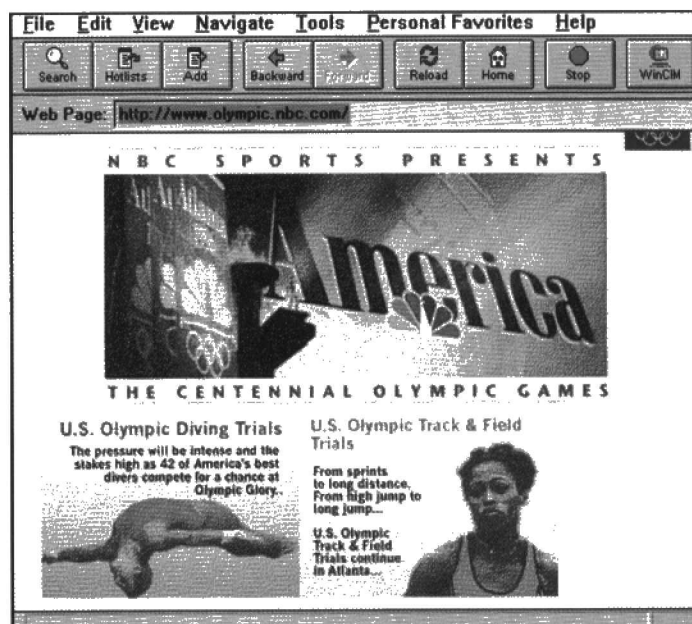 File Edit View Navigate Tools Personal Favorites Help
Search Hotlists Add Backward Forward Reload Home Stop WinCIM
Web Page: http://www.olympic.nbc.com/
NBC SPORTS PRESENTS
America
THE CENTENNIAL OLYMPIC GAMES
U.S. Olympic Diving Trials
The pressure will be intense and the
stakes high as 42 of America's best
divers compete for a chance at
Olympic Glory..
U.S. Olympic Track & Field
Trials
From sprints
to long distance.
From high jump to
long jump...
U.S. Olympic
Track & Field
Trials continue
in Atlanta...